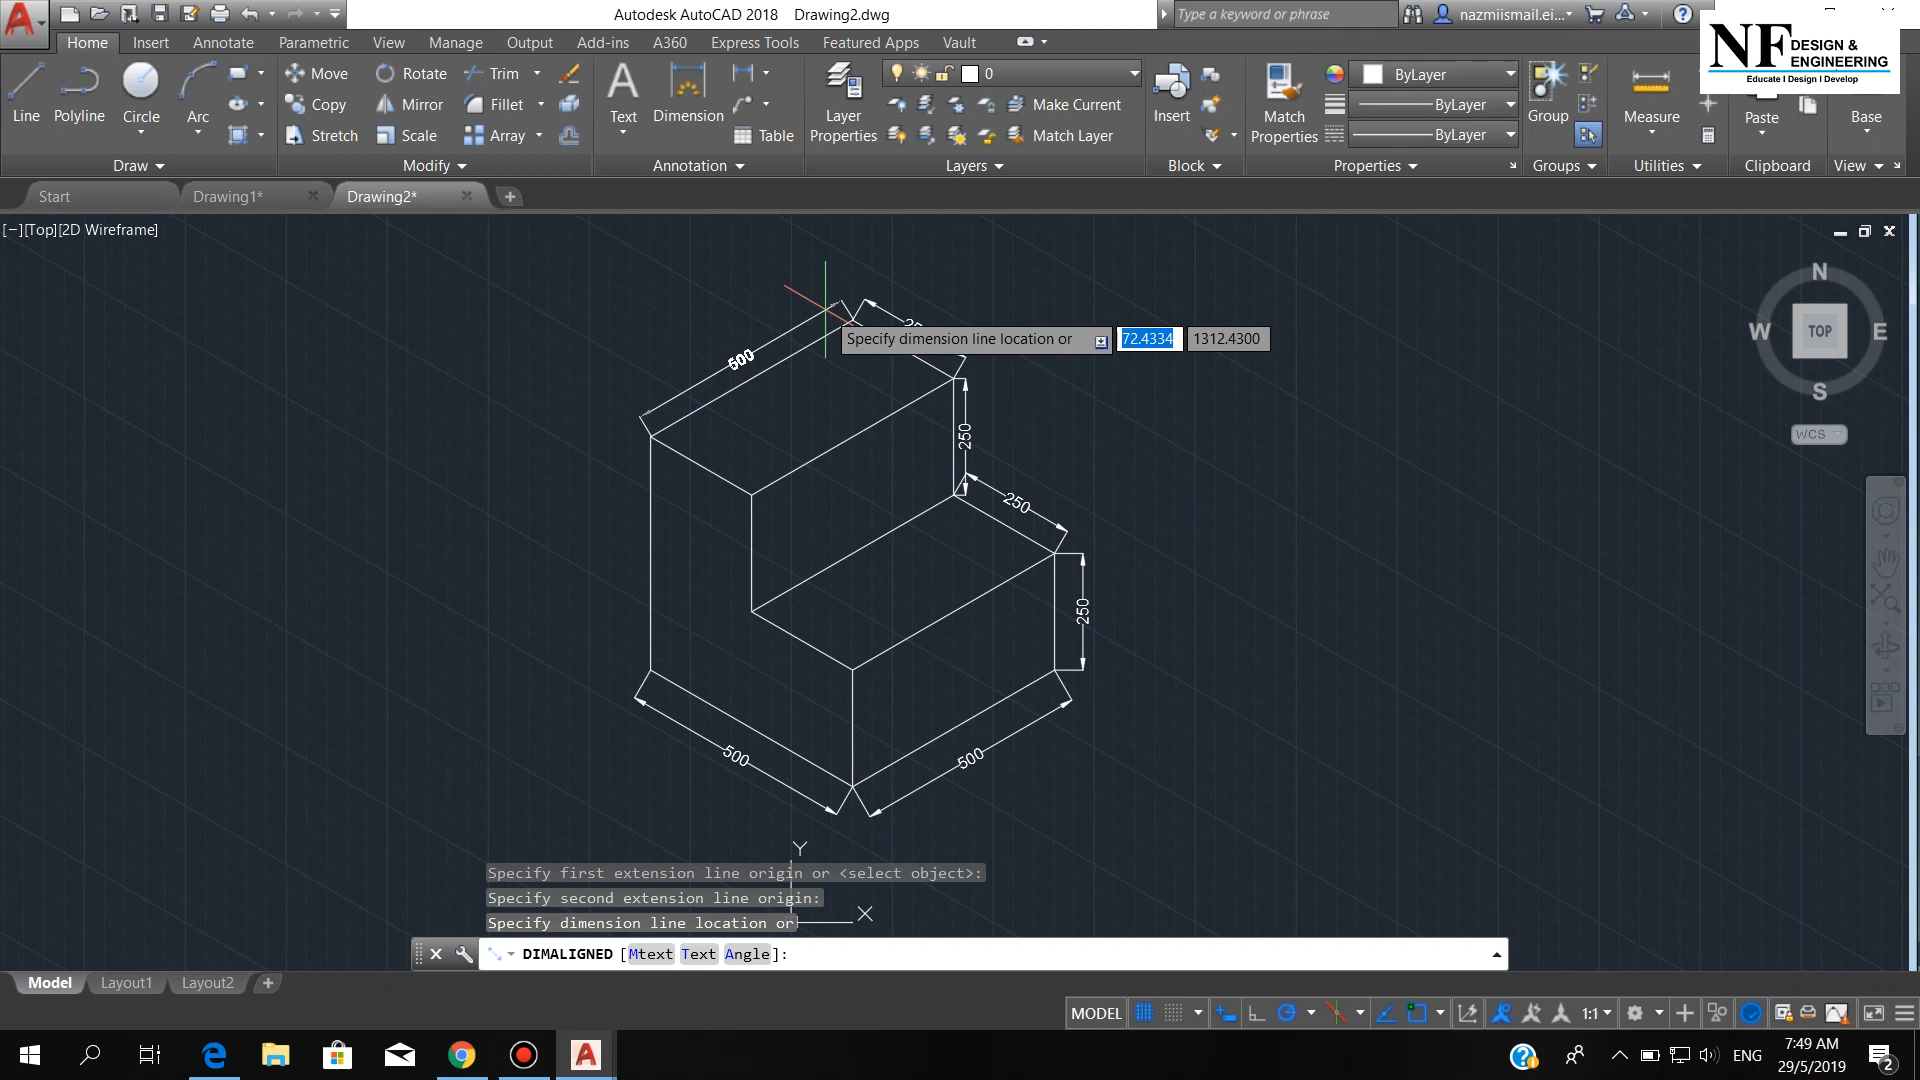 Autodesk AutoCAD 2018 Drawing2.dwg
Type a keyword or phrase
nazmiismail.ei...
Home Insert Annotate Parametric View Manage Output Add-ins A360 Express Tools Featured Apps Vault
NF DESIGN &
ENGINEERING
Educate I Design I Develop
Line Polyline Circle Arc
Move Rotate Trim
Copy Mirror Fillet
Stretch Scale Array
Text Dimension Table
Layer
Properties
0
Make Current
Match Layer
Insert
Match
Properties
ByLayer
ByLayer
ByLayer
Group Measure Paste Base
Draw Modify Annotation Layers Block Properties Groups Utilities Clipboard View
Start Drawing1* Drawing2*
[−][Top][2D Wireframe]
N
W TOP E
S
WCS
Specify dimension line location or 72.4334 1312.4300
500
250
250
250
500
500
Y
X
Specify first extension line origin or <select object>:
Specify second extension line origin:
Specify dimension line location or
DIMALIGNED [Mtext Text Angle]:
Model Layout1 Layout2
MODEL 1:1
ENG
7:49 AM
29/5/2019
2